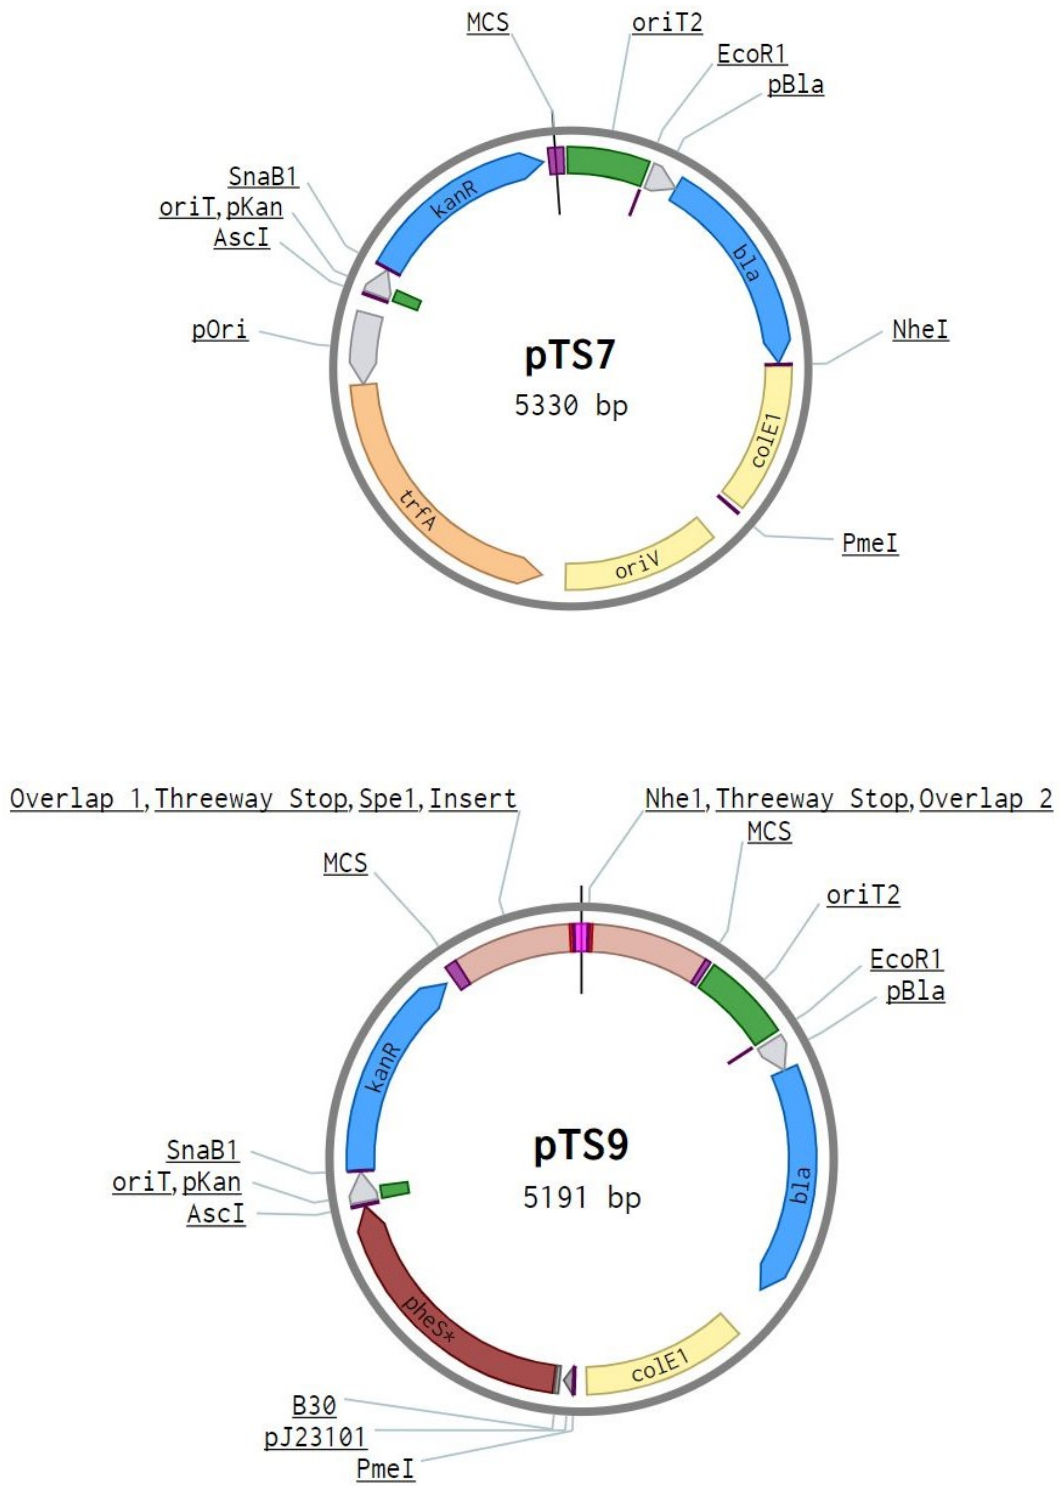 MCS
oriT2
EcoR1
pBla
SnaB1
oriT, pKan
AscI
pOri
kanR
bla
NheI
colE1
PmeI
oriV
trfA
pTS7
5330 bp
Overlap 1, Threeway Stop, Spe1, Insert
Nhe1, Threeway Stop, Overlap 2
MCS
MCS
oriT2
EcoR1
pBla
kanR
bla
SnaB1
oriT, pKan
AscI
pTS9
5191 bp
pheS*
colE1
B30
pJ23101
PmeI